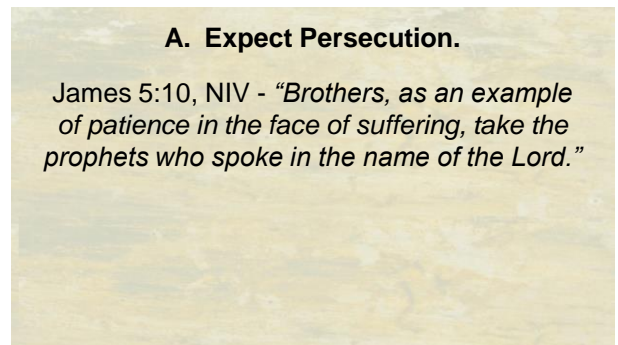 A. Expect Persecution.
James 5:10, NIV - “Brothers, as an example
of patience in the face of suffering, take the
prophets who spoke in the name of the Lord.”